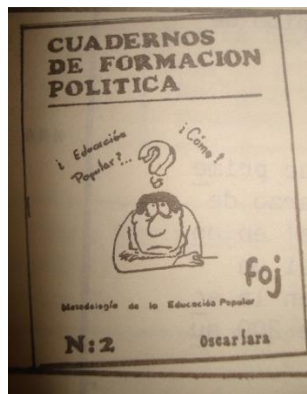 CUADERNOS
DE FORMACION
POLITICA
¿ Educación
Popular?...
¿Cómo?
?
foj
Metodología de la Educación Popular
N:2
Oscar Jara